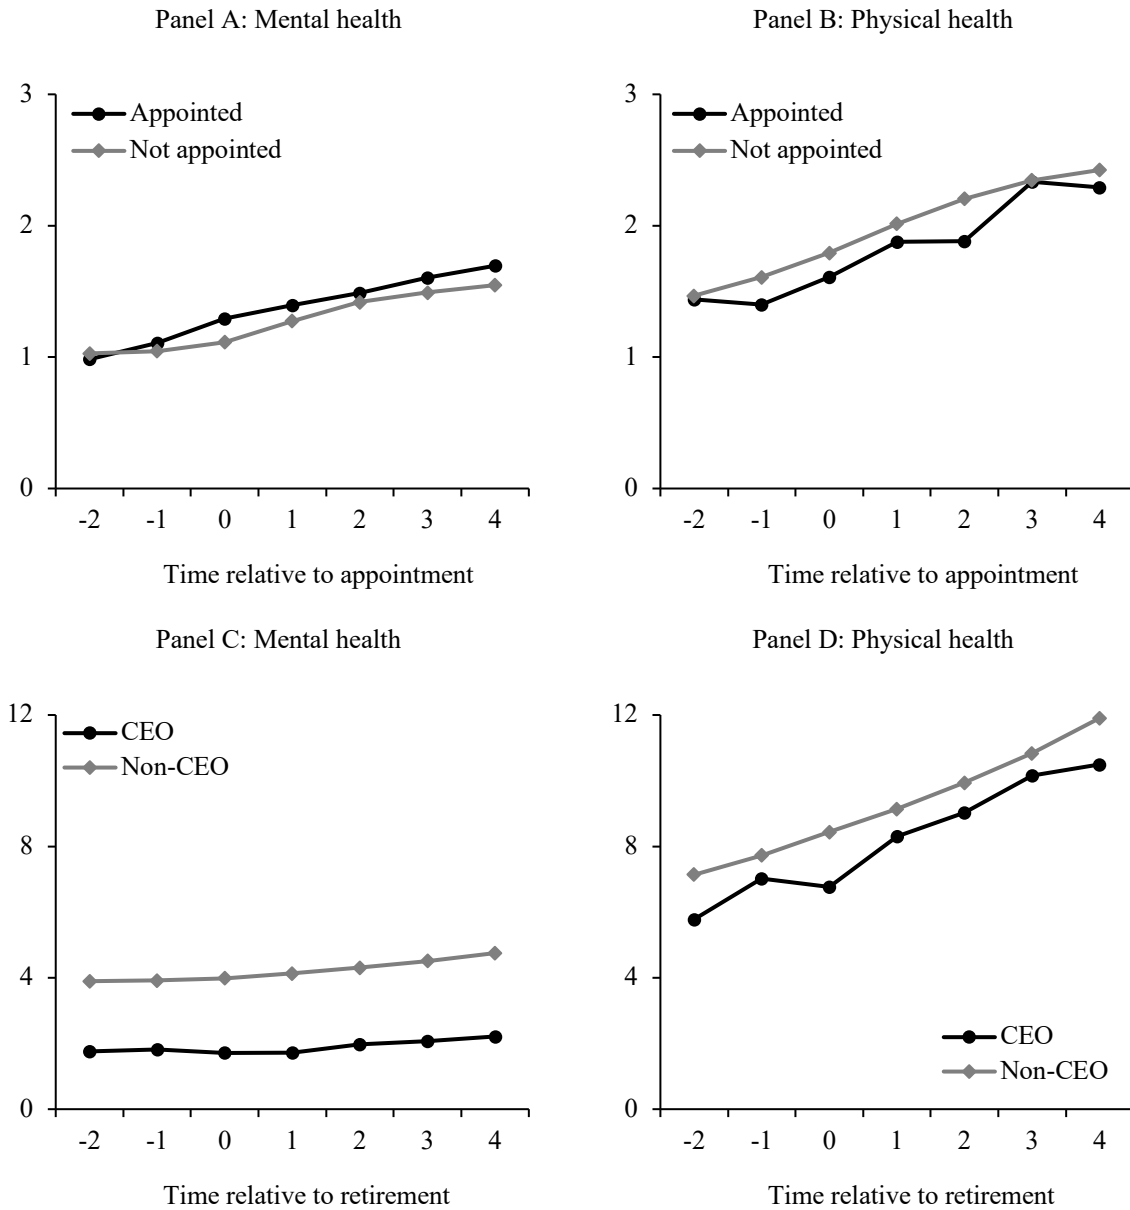 Panel A: Mental health
3
2
1
0
Appointed
Not appointed
-2 -1 0 1 2 3 4
Time relative to appointment
Panel B: Physical health
3
2
1
0
Appointed
Not appointed
-2 -1 0 1 2 3 4
Time relative to appointment
Panel C: Mental health
12
8
4
0
CEO
Non-CEO
-2 -1 0 1 2 3 4
Time relative to retirement
Panel D: Physical health
12
8
4
0
CEO
Non-CEO
-2 -1 0 1 2 3 4
Time relative to retirement